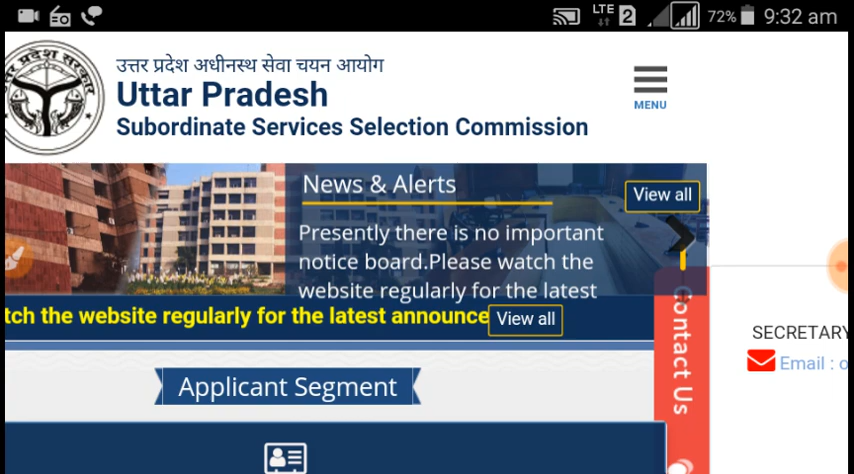 LTE
2
72%
9:32 am
उत्तर प्रदेश अधीनस्थ सेवा चयन आयोग
Uttar Pradesh
Subordinate Services Selection Commission
MENU
News & Alerts
View all
Presently there is no important
notice board.Please watch the
website regularly for the latest
tch the website regularly for the latest announce
View all
Contact Us
SECRETARY
Email : o
Applicant Segment